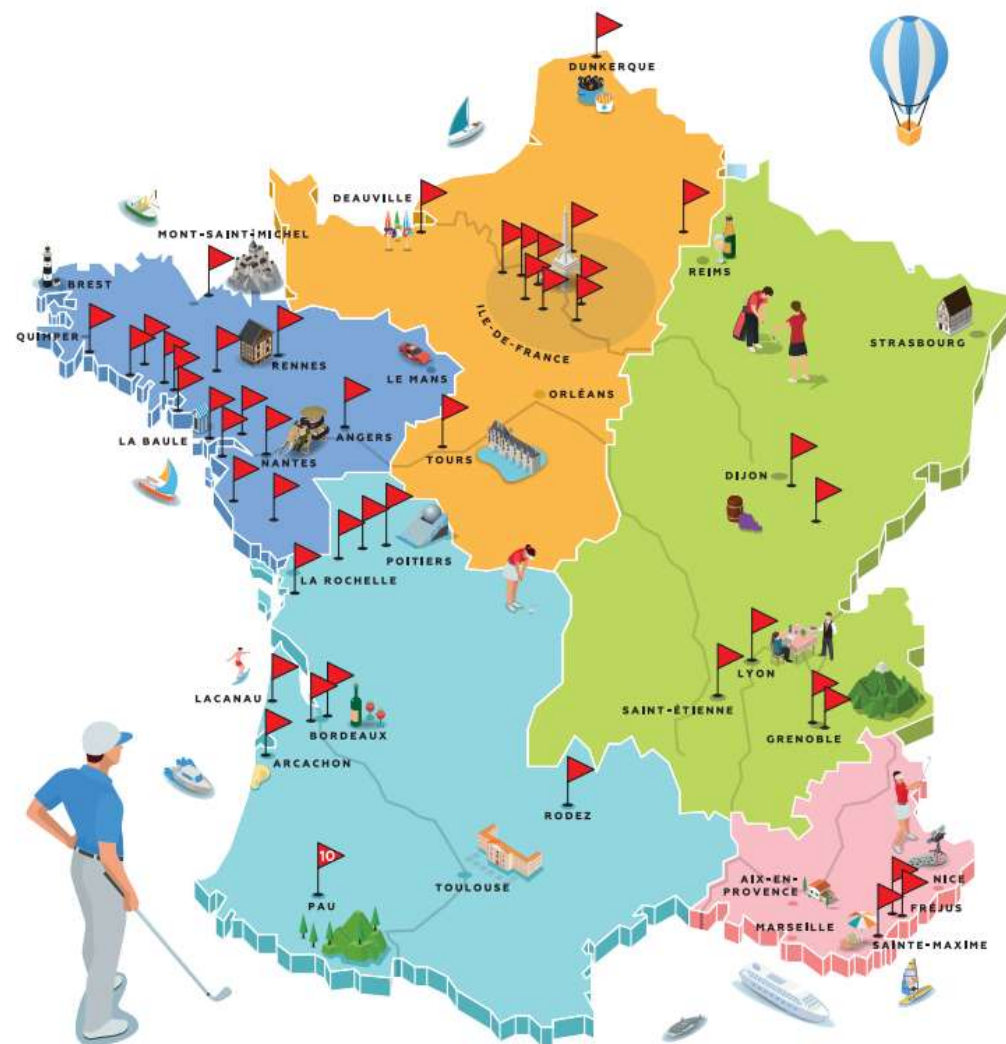 DUNKERQUE
DEAUVILLE
MONT-SAINT-MICHEL
REIMS
BREST
ILE-DE-FRANCE
STRASBOURG
QUIMPER
RENNES
LE MANS
ORLÉANS
LA BAULE
ANGERS
NANTES
TOURS
DIJON
POITIERS
LA ROCHELLE
LYON
LACANAU
SAINT-ÉTIENNE
BORDEAUX
GRENOBLE
ARCACHON
RODEZ
10
TOULOUSE
AIX-EN-
PROVENCE
NICE
PAU
FRÉJUS
MARSEILLE
SAINTE-MAXIME